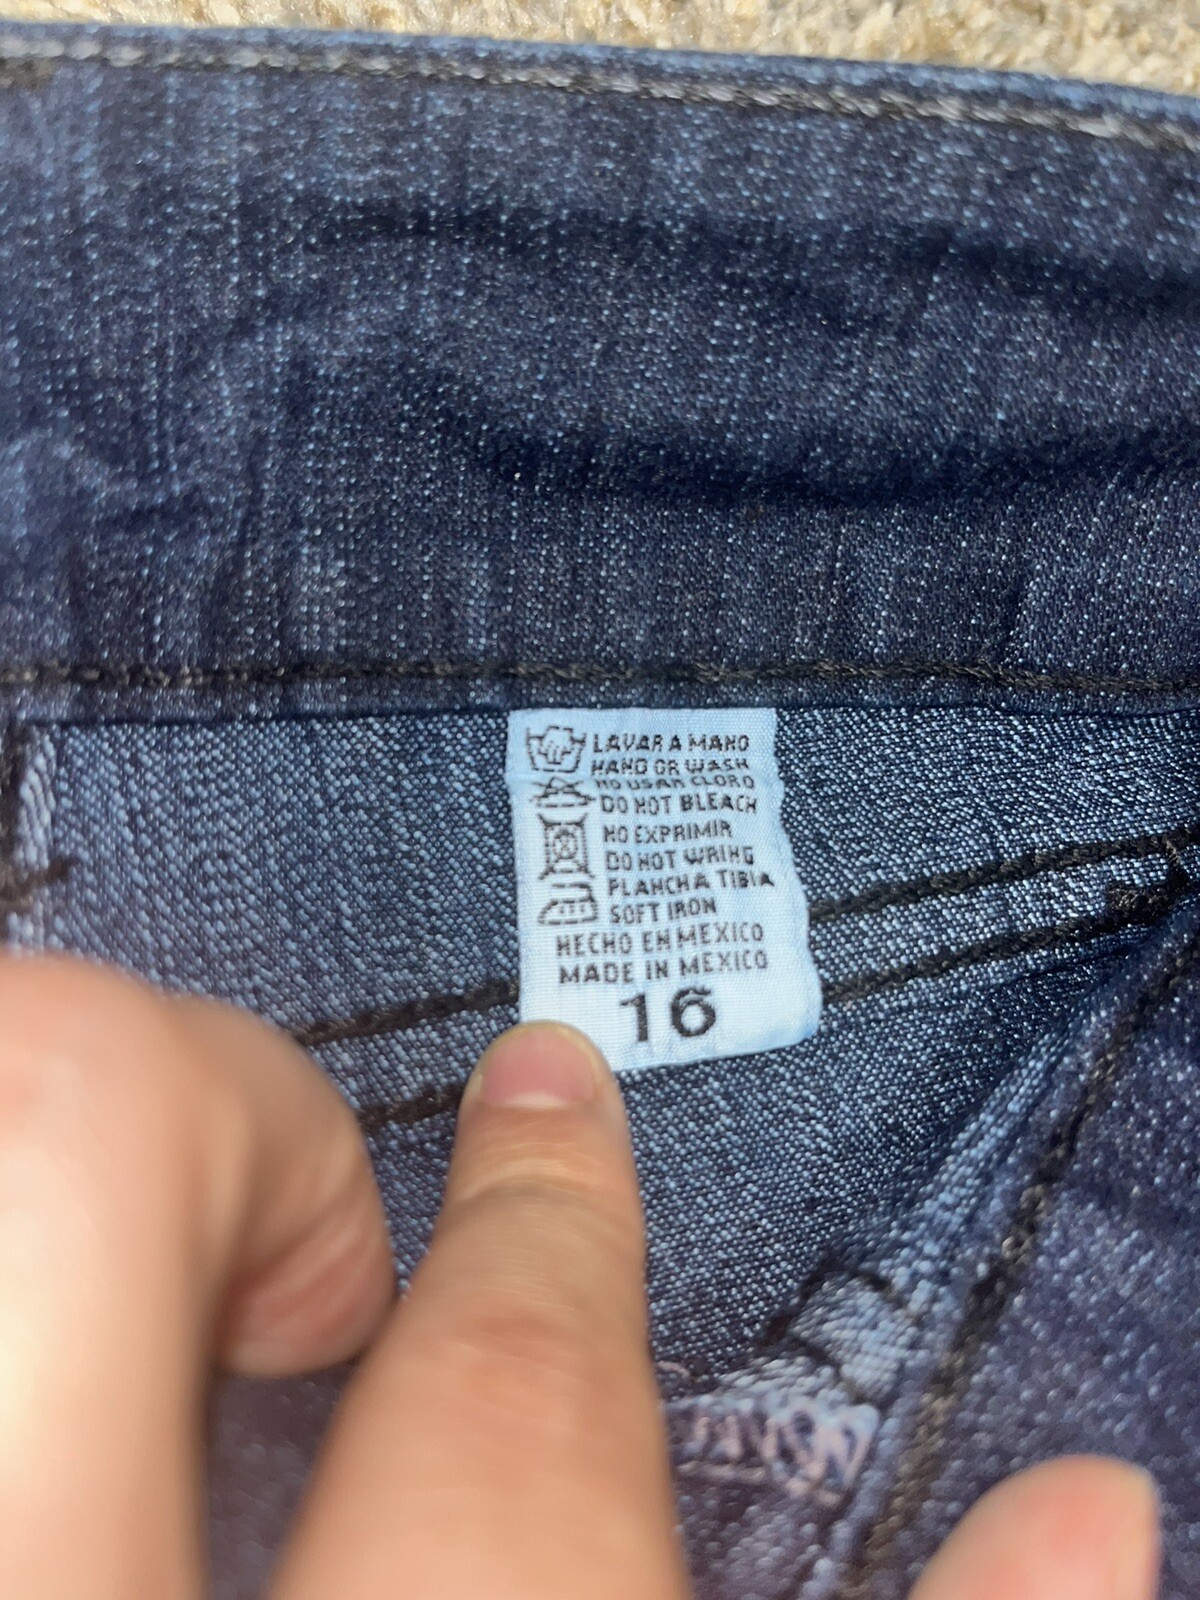 LAVAR A MANO
HAND OR WASH
NO USAR CLORO
DO NOT BLEACH
NO EXPRIMIR
DO NOT WRING
PLANCHA TIBIA
SOFT IRON
HECHO EN MEXICO
MADE IN MEXICO
16